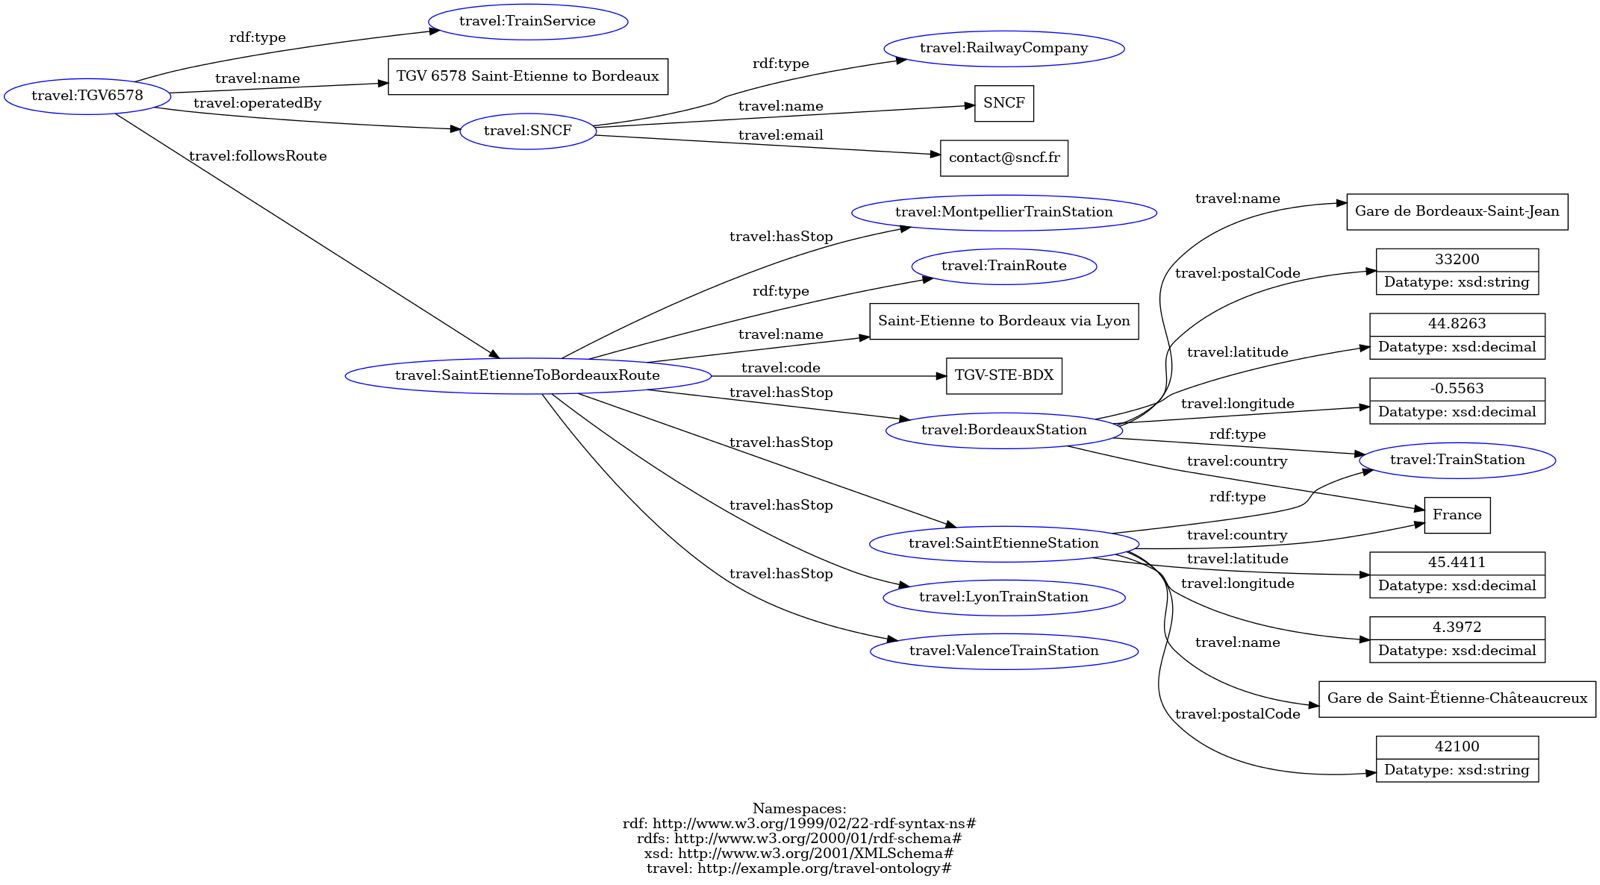 travel:TrainService
rdf:type
travel:RailwayCompany
rdf:type
TGV 6578 Saint-Etienne to Bordeaux
travel:name
travel:TGV6578
travel:operatedBy
SNCF
travel:name
travel:SNCF
travel:email
contact@sncf.fr
travel:followsRoute
travel:name
Gare de Bordeaux-Saint-Jean
travel:MontpellierTrainStation
travel:hasStop
travel:TrainRoute
rdf:type
travel:postalCode
33200
Datatype: xsd:string
travel:name
Saint-Etienne to Bordeaux via Lyon
44.8263
Datatype: xsd:decimal
travel:latitude
travel:SaintEtienneToBordeauxRoute
travel:code
TGV-STE-BDX
travel:hasStop
travel:longitude
-0.5563
Datatype: xsd:decimal
travel:BordeauxStation
rdf:type
travel:TrainStation
travel:hasStop
travel:country
rdf:type
travel:hasStop
France
travel:country
travel:SaintEtienneStation
travel:latitude
45.4411
Datatype: xsd:decimal
travel:hasStop
travel:longitude
travel:LyonTrainStation
4.3972
Datatype: xsd:decimal
travel:name
travel:ValenceTrainStation
Gare de Saint-Étienne-Châteaucreux
travel:postalCode
42100
Datatype: xsd:string
Namespaces:
rdf: http://www.w3.org/1999/02/22-rdf-syntax-ns#
rdfs: http://www.w3.org/2000/01/rdf-schema#
xsd: http://www.w3.org/2001/XMLSchema#
travel: http://example.org/travel-ontology#